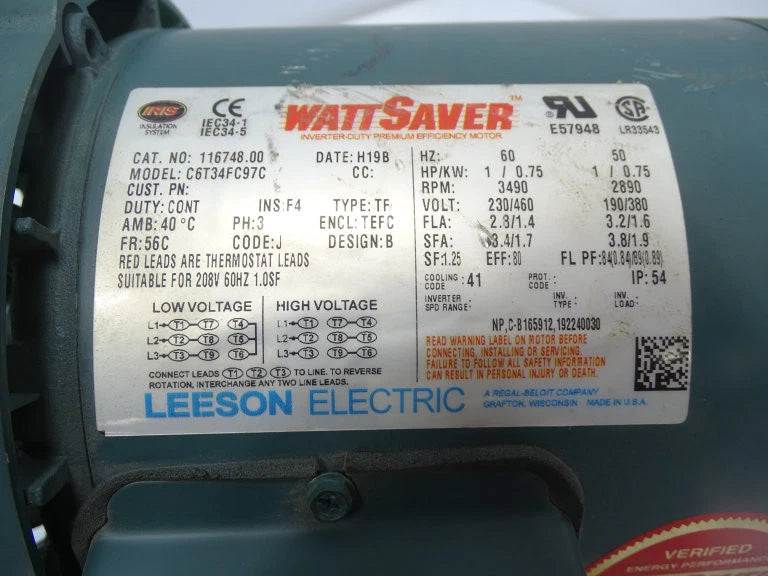 IRIS
INSULATION
SYSTEM
CE
IEC34-1
IEC34-5
WATTSAVER™
INVERTER-DUTY PREMIUM EFFICIENCY MOTOR
E57948
LR33543
CAT. NO: 116748.00 DATE: H19B
MODEL: C6T34FC97C CC:
CUST. PN:
DUTY: CONT INS:F4 TYPE: TF
AMB: 40 °C PH:3 ENCL: TEFC
FR:56C CODE:J DESIGN: B
RED LEADS ARE THERMOSTAT LEADS
SUITABLE FOR 208V 60HZ 1.0SF
HZ: 60 50
HP/KW: 1 / 0.75 1 / 0.75
RPM: 3490 2890
VOLT: 230/460 190/380
FLA: 2.8/1.4 3.2/1.6
SFA: 3.4/1.7 3.8/1.9
SF:1.25 EFF: 80 FL PF:
COOLING CODE : 41 PROT. CODE : IP: 54
INVERTER SPD RANGE: INV. TYPE : INV. LOAD:
NP,C-B165912,192240030
LOW VOLTAGE HIGH VOLTAGE
L1 T1 T7 T4 L1 T1 T7 T4
L2 T2 T8 T5 L2 T2 T8 T5
L3 T3 T9 T6 L3 T3 T9 T6
CONNECT LEADS T1 T2 T3 TO LINE. TO REVERSE
ROTATION, INTERCHANGE ANY TWO LINE LEADS.
READ WARNING LABEL ON MOTOR BEFORE
CONNECTING, INSTALLING OR SERVICING.
FAILURE TO FOLLOW ALL SAFETY INFORMATION
CAN RESULT IN PERSONAL INJURY OR DEATH.
LEESON ELECTRIC
A REGAL-BELOIT COMPANY
GRAFTON, WISCONSIN MADE IN U.S.A.
VERIFIED
ENERGY PERFORMANCE